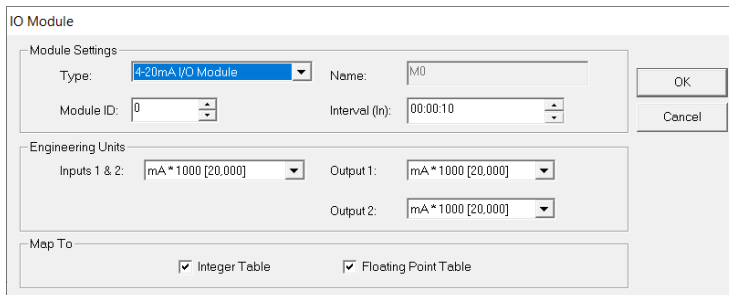 IO Module
Module Settings
Type: 4-20mA I/O Module Name: M0
OK
Module ID: 0 Interval (In): 00:00:10
Cancel
Engineering Units
Inputs 1 & 2: mA * 1000 [20,000] Output 1: mA * 1000 [20,000]
Output 2: mA * 1000 [20,000]
Map To
Integer Table Floating Point Table